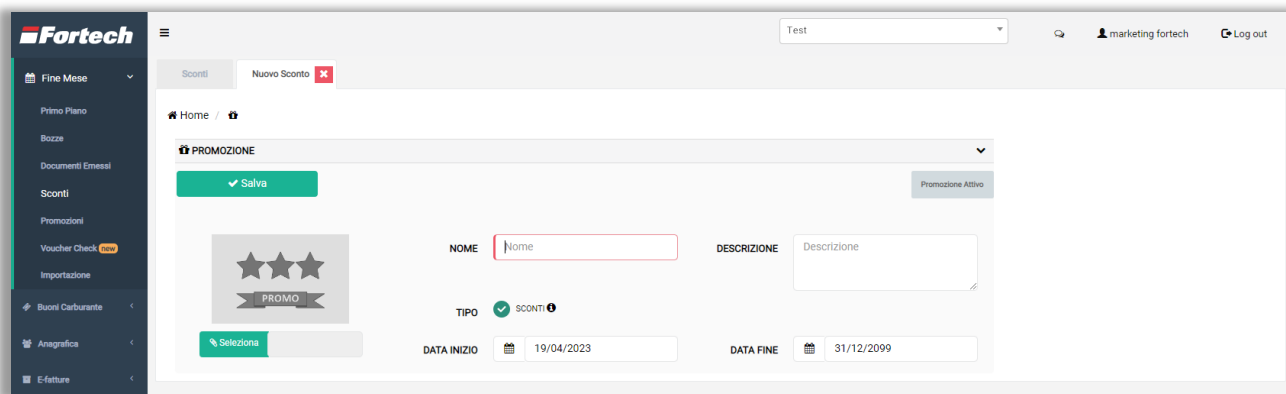 Fortech
Test
marketing fortech
Log out
Fine Mese
Sconti
Nuovo Sconto
Primo Piano
Home /
Bozze
PROMOZIONE
Documenti Emessi
Salva
Promozione Attivo
Sconti
Promozioni
NOME
Nome
DESCRIZIONE
Descrizione
Voucher Check new
Importazione
PROMO
TIPO
SCONTI
Buoni Carburante
Seleziona
Anagrafica
DATA INIZIO
19/04/2023
DATA FINE
31/12/2099
E-fatture